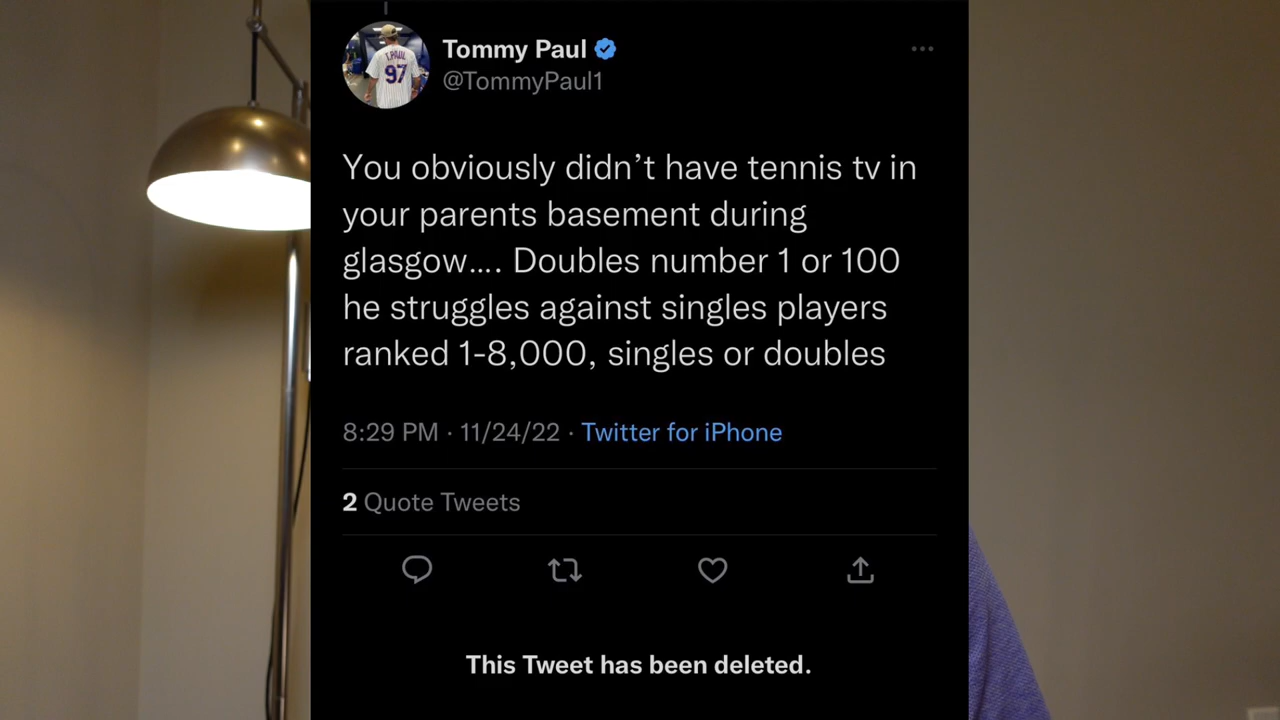 T.PAUL
97
Tommy Paul
@TommyPaul1
You obviously didn’t have tennis tv in
your parents basement during
glasgow.... Doubles number 1 or 100
he struggles against singles players
ranked 1-8,000, singles or doubles
8:29 PM · 11/24/22 · Twitter for iPhone
2 Quote Tweets
This Tweet has been deleted.